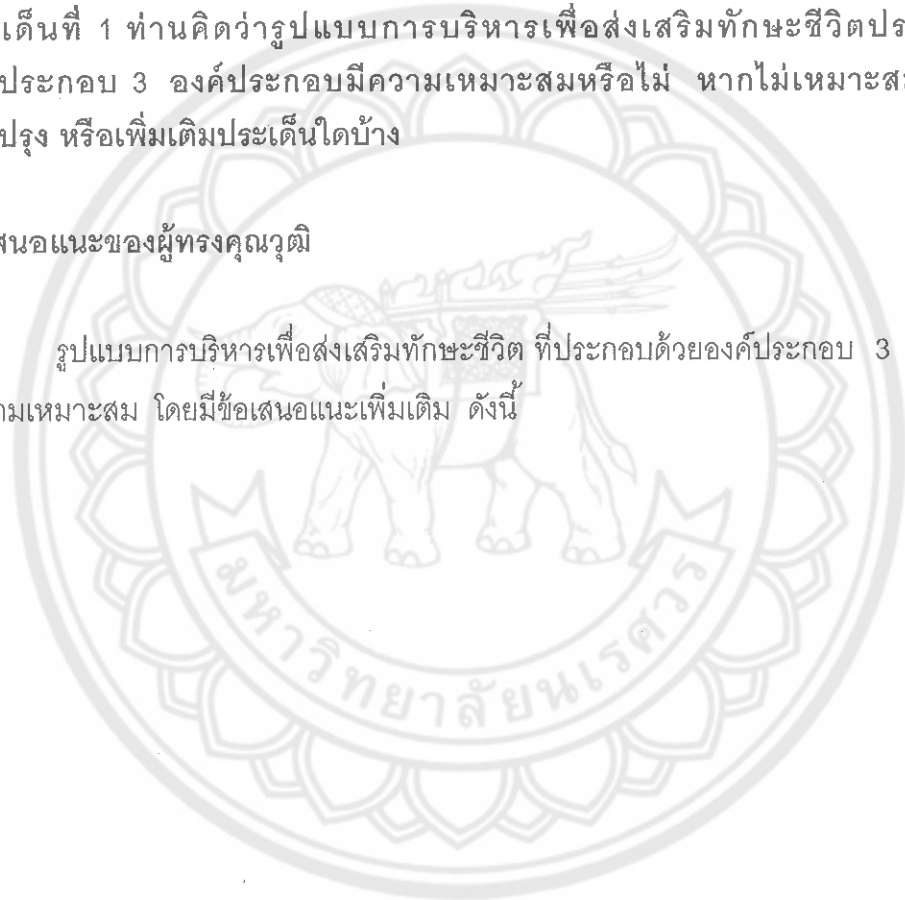 เด็นที่ 1 ท่านคิดว่ารูปแบบการบริหารเพื่อส่งเสริมทักษะชีวิตประ
ประกอบ 3 องค์ประกอบมีความเหมาะสมหรือไม่ หากไม่เหมาะส
ปรุง หรือเพิ่มเติมประเด็นใดบ้าง
สนอแนะของผู้ทรงคุณวุฒิ
รูปแบบการบริหารเพื่อส่งเสริมทักษะชีวิต ที่ประกอบด้วยองค์ประกอบ 3
ามเหมาะสม โดยมีข้อเสนอแนะเพิ่มเติม ดังนี้
มหาวิทยาลัยนเรศวร